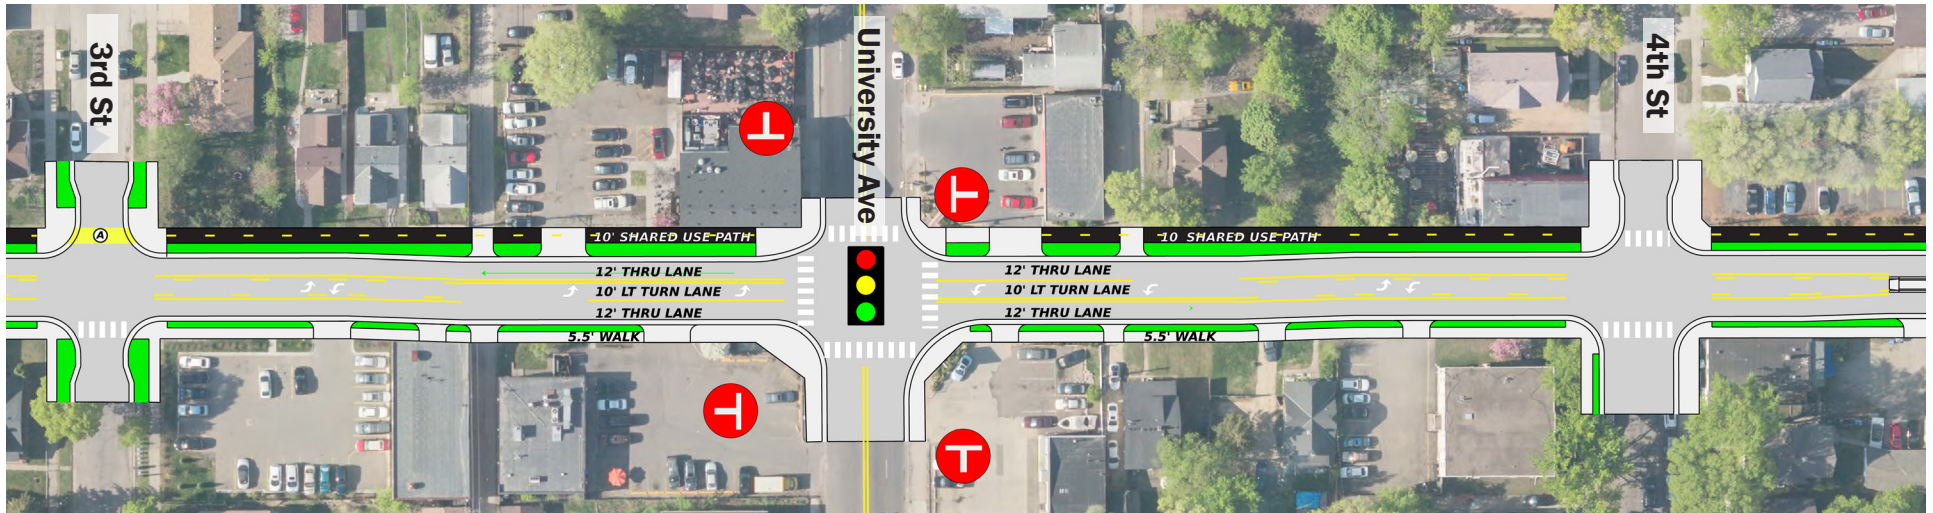 3rd St
University Ave
4th St
A
10' SHARED USE PATH
10 SHARED USE PATH
12' THRU LANE
12' THRU LANE
10' LT TURN LANE
10' LT TURN LANE
12' THRU LANE
12' THRU LANE
5.5' WALK
5.5' WALK
T
T
T
T